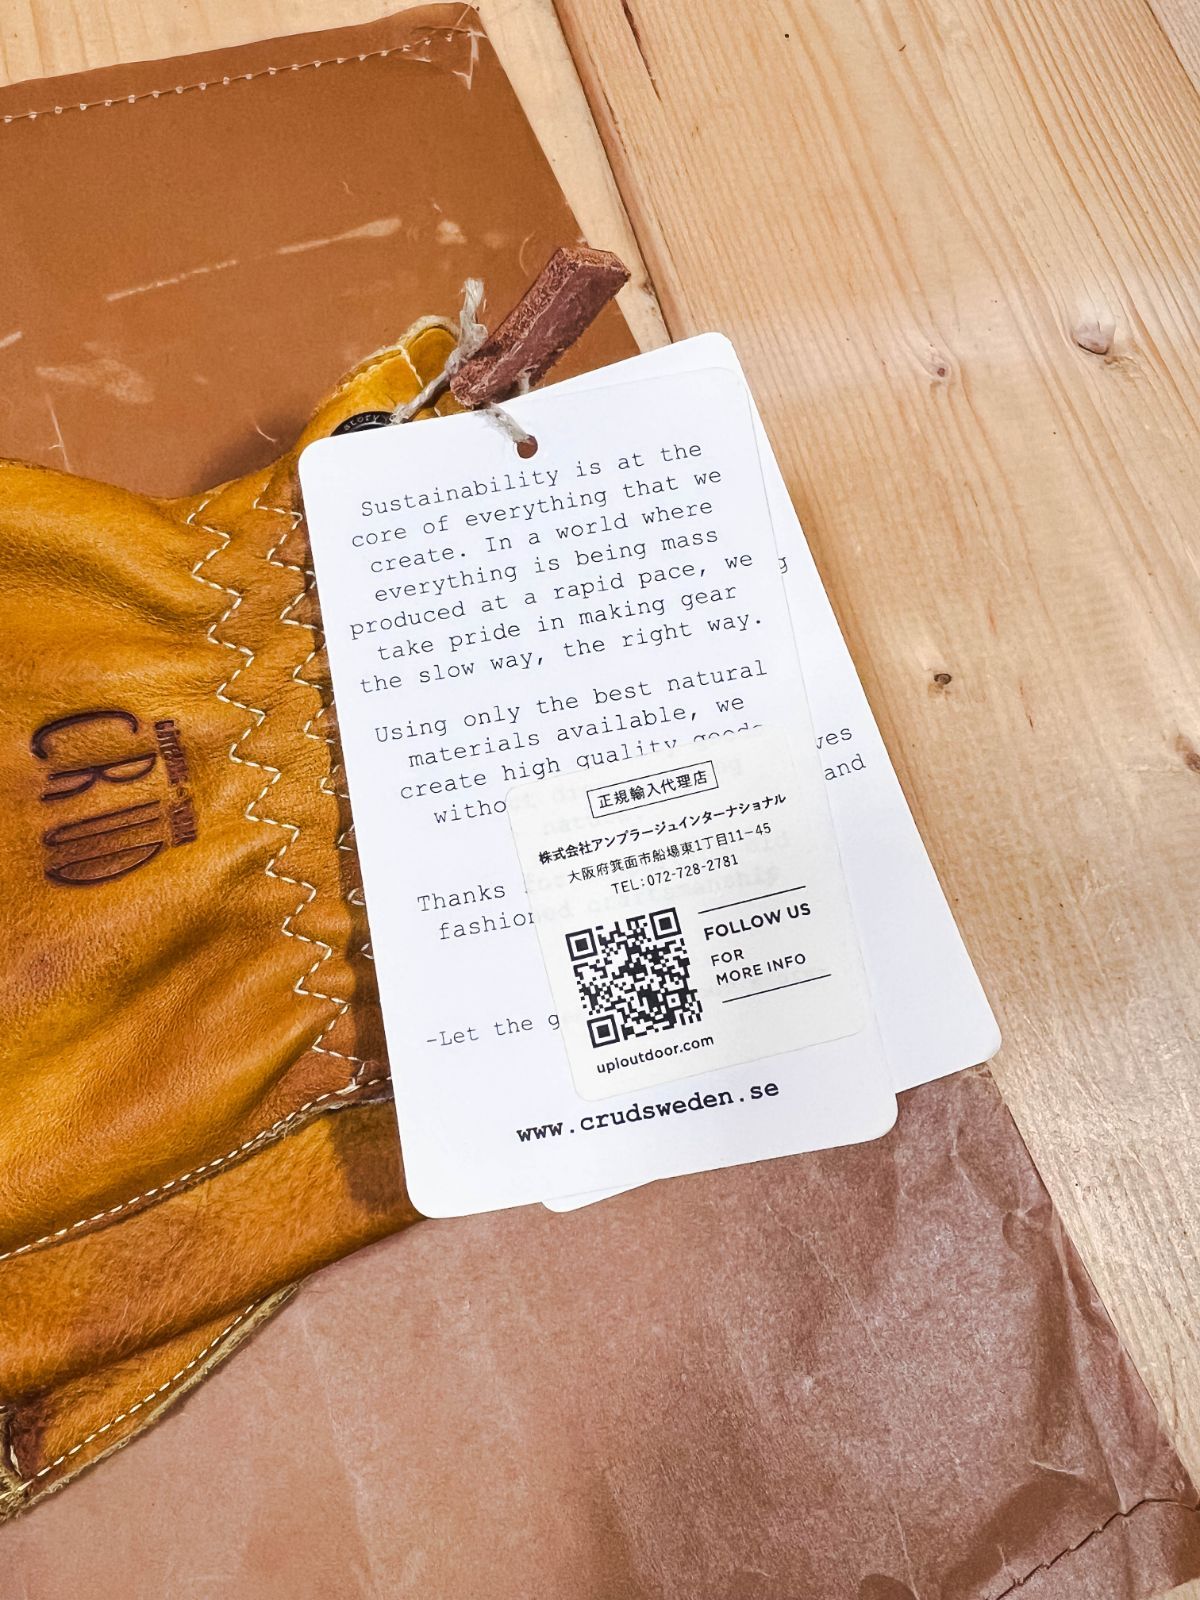 Sustainability is at the
core of everything that we
create. In a world where
everything is being mass
produced at a rapid pace, we
take pride in making gear
the slow way, the right way.
Using only the best natural
materials available, we
create high quality goods
Thanks
-Let the
www.crudsweden.se
正規輸入代理店
株式会社アンプラージュインターナショナル
大阪府箕面市船場東1丁目11-45
TEL:072-728-2781
FOLLOW US
FOR
MORE INFO
upioutdoor.com
and
CRUD